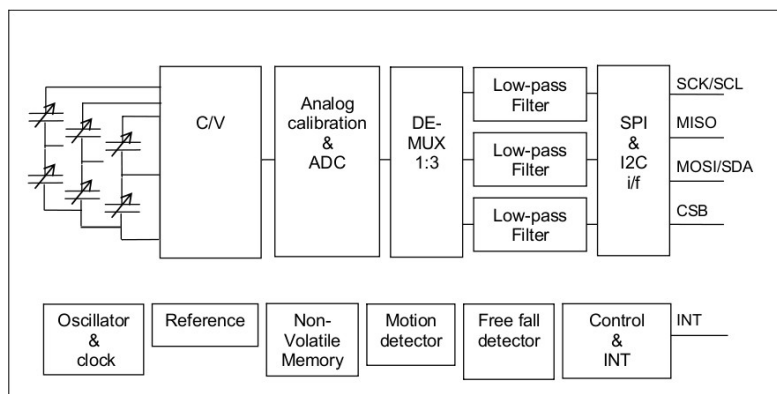 C/V
Analog
calibration
&
ADC
DE-
MUX
1:3
Low-pass
Filter
Low-pass
Filter
Low-pass
Filter
SPI
&
I2C
i/f
SCK/SCL
MISO
MOSI/SDA
CSB
Oscillator
&
clock
Reference
Non-
Volatile
Memory
Motion
detector
Free fall
detector
Control
&
INT
INT